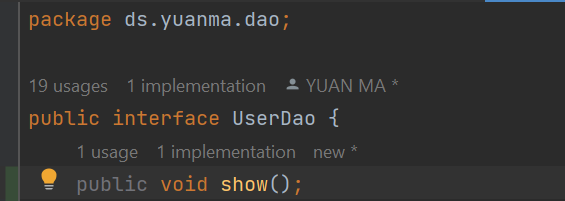 package ds.yuanma.dao;
19 usages 1 implementation YUAN MA *
public interface UserDao {
1 usage 1 implementation new *
public void show();